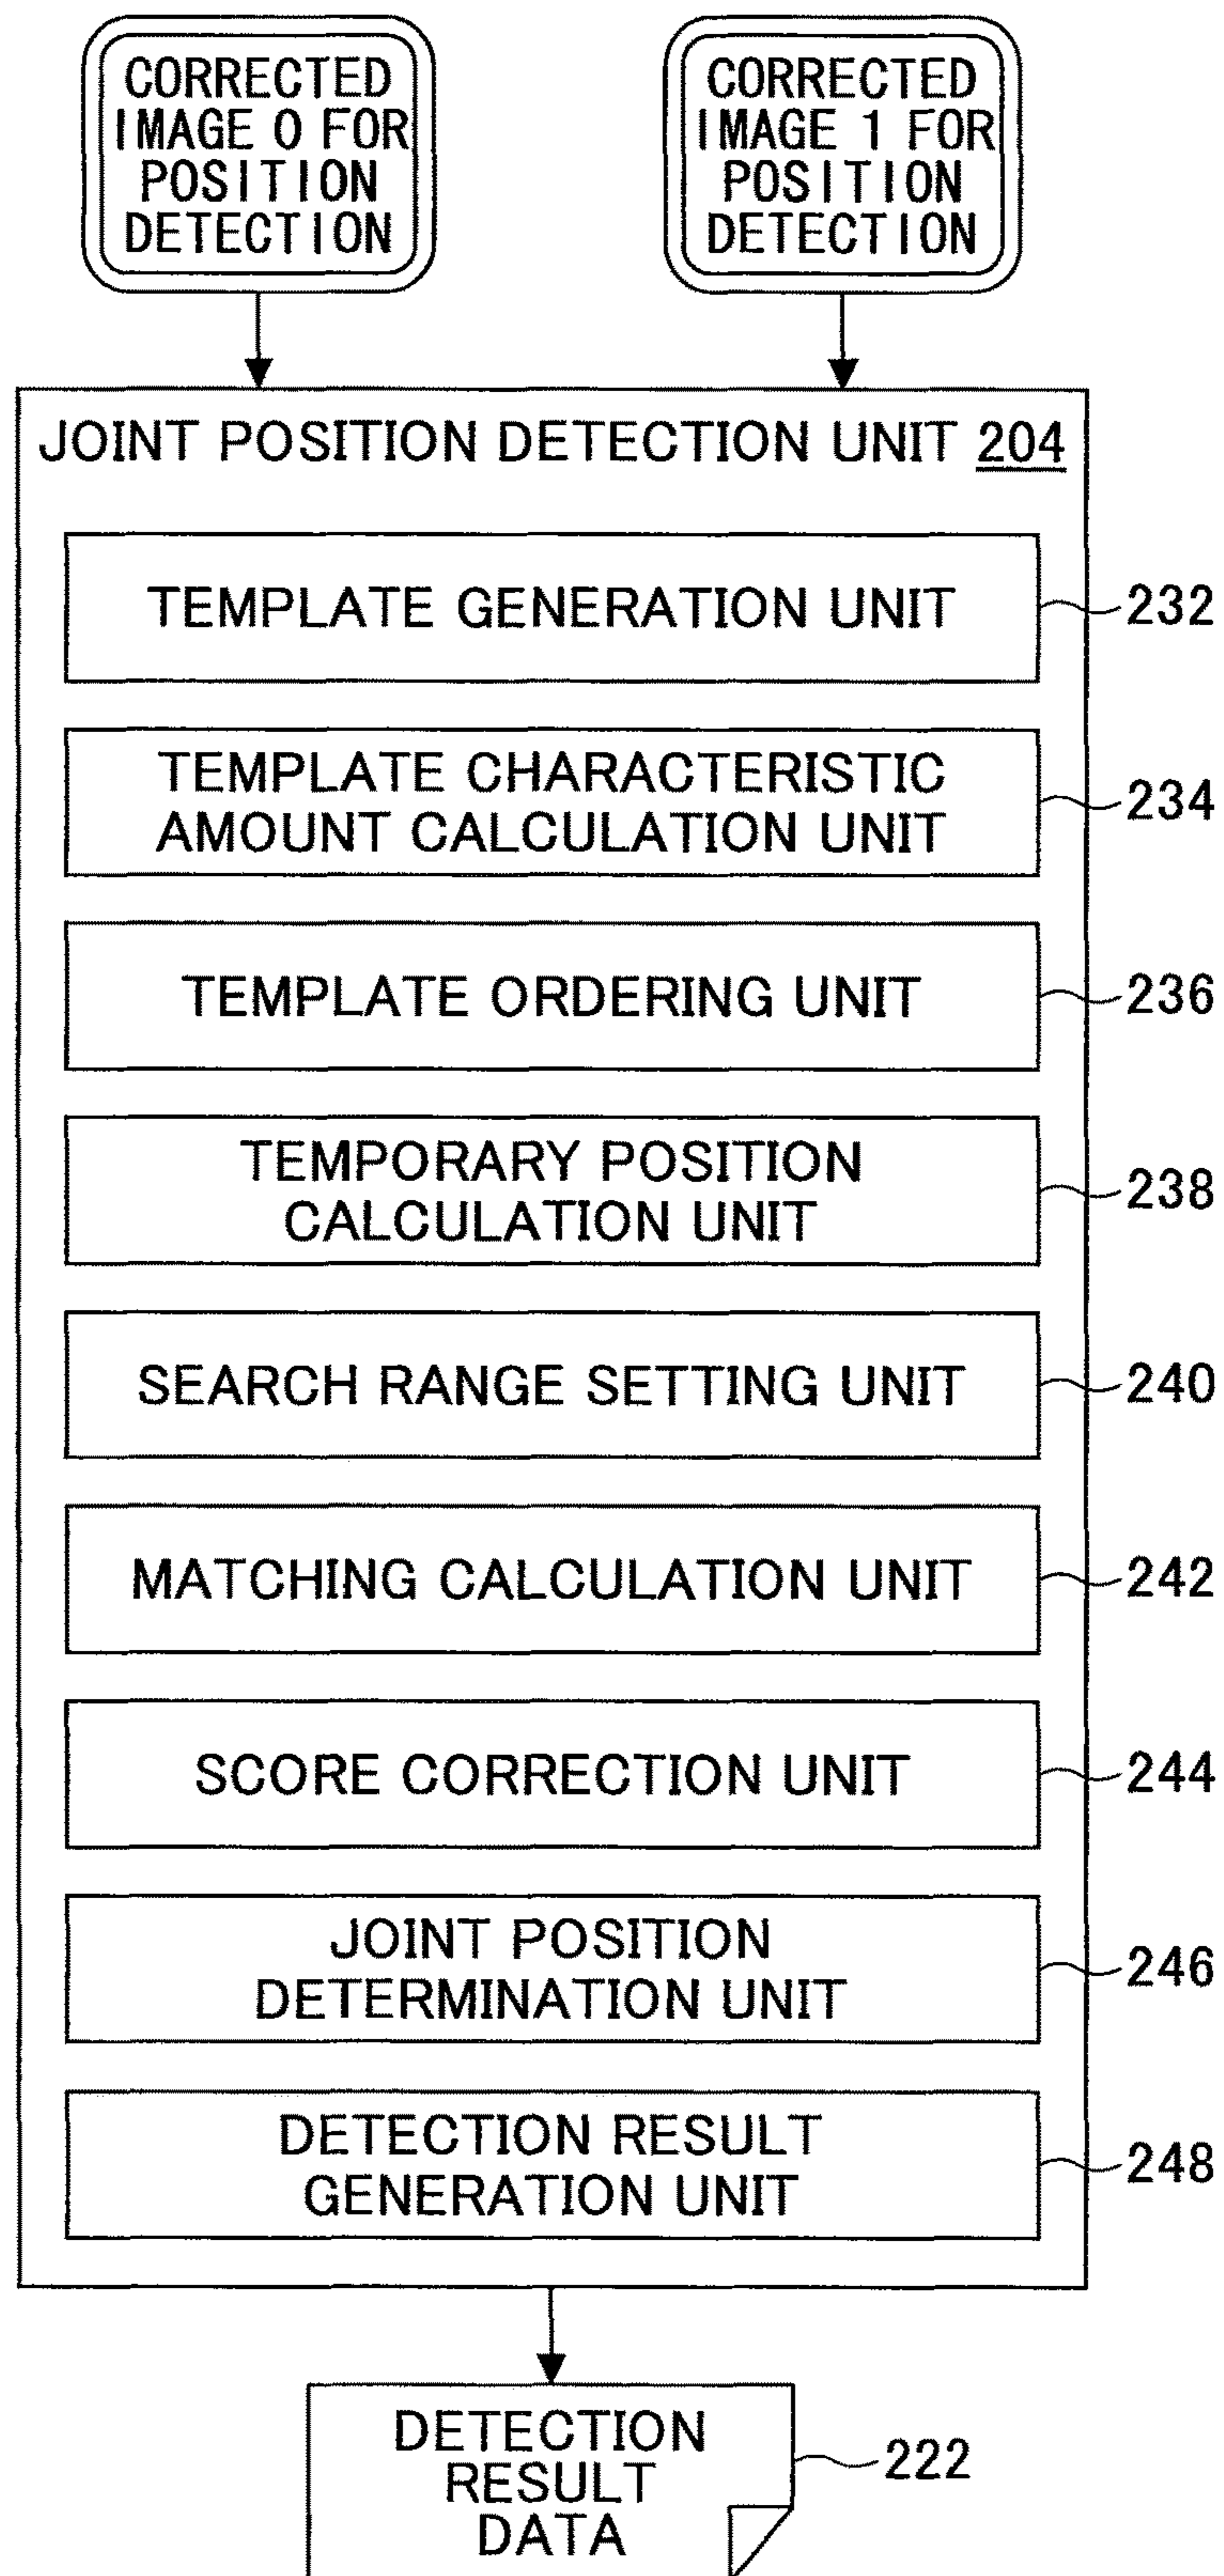 CORRECTED
IMAGE 0 FOR
POSITION
DETECTION
CORRECTED
IMAGE 1 FOR
POSITION
DETECTION
JOINT POSITION DETECTION UNIT 204
TEMPLATE GENERATION UNIT
232
TEMPLATE CHARACTERISTIC
AMOUNT CALCULATION UNIT
234
TEMPLATE ORDERING UNIT
236
TEMPORARY POSITION
CALCULATION UNIT
238
SEARCH RANGE SETTING UNIT
240
MATCHING CALCULATION UNIT
242
SCORE CORRECTION UNIT
244
JOINT POSITION
DETERMINATION UNIT
246
DETECTION RESULT
GENERATION UNIT
248
DETECTION
RESULT
DATA
222